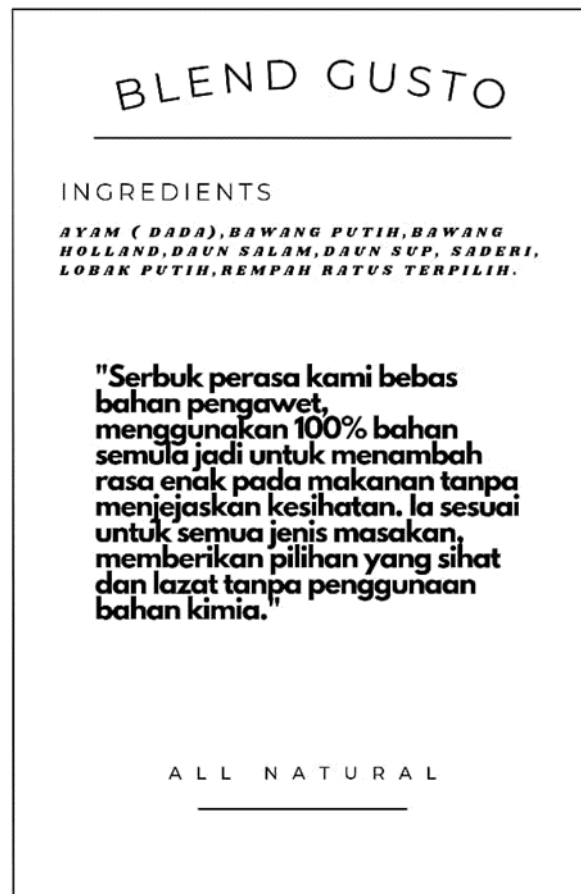 BLEND GUSTO
INGREDIENTS
AYAM ( DADA),BAWANG PUTIH,BAWANG
HOLLAND,DAUN SALAM,DAUN SUP, SADERI,
LOBAK PUTIH,REMPAH RATUS TERPILIH.
"Serbuk perasa kami bebas
bahan pengawet,
menggunakan 100% bahan
semula jadi untuk menambah
rasa enak pada makanan tanpa
menjejaskan kesihatan. Ia sesuai
untuk semua jenis masakan,
memberikan pilihan yang sihat
dan lazat tanpa penggunaan
bahan kimia."
ALL NATURAL